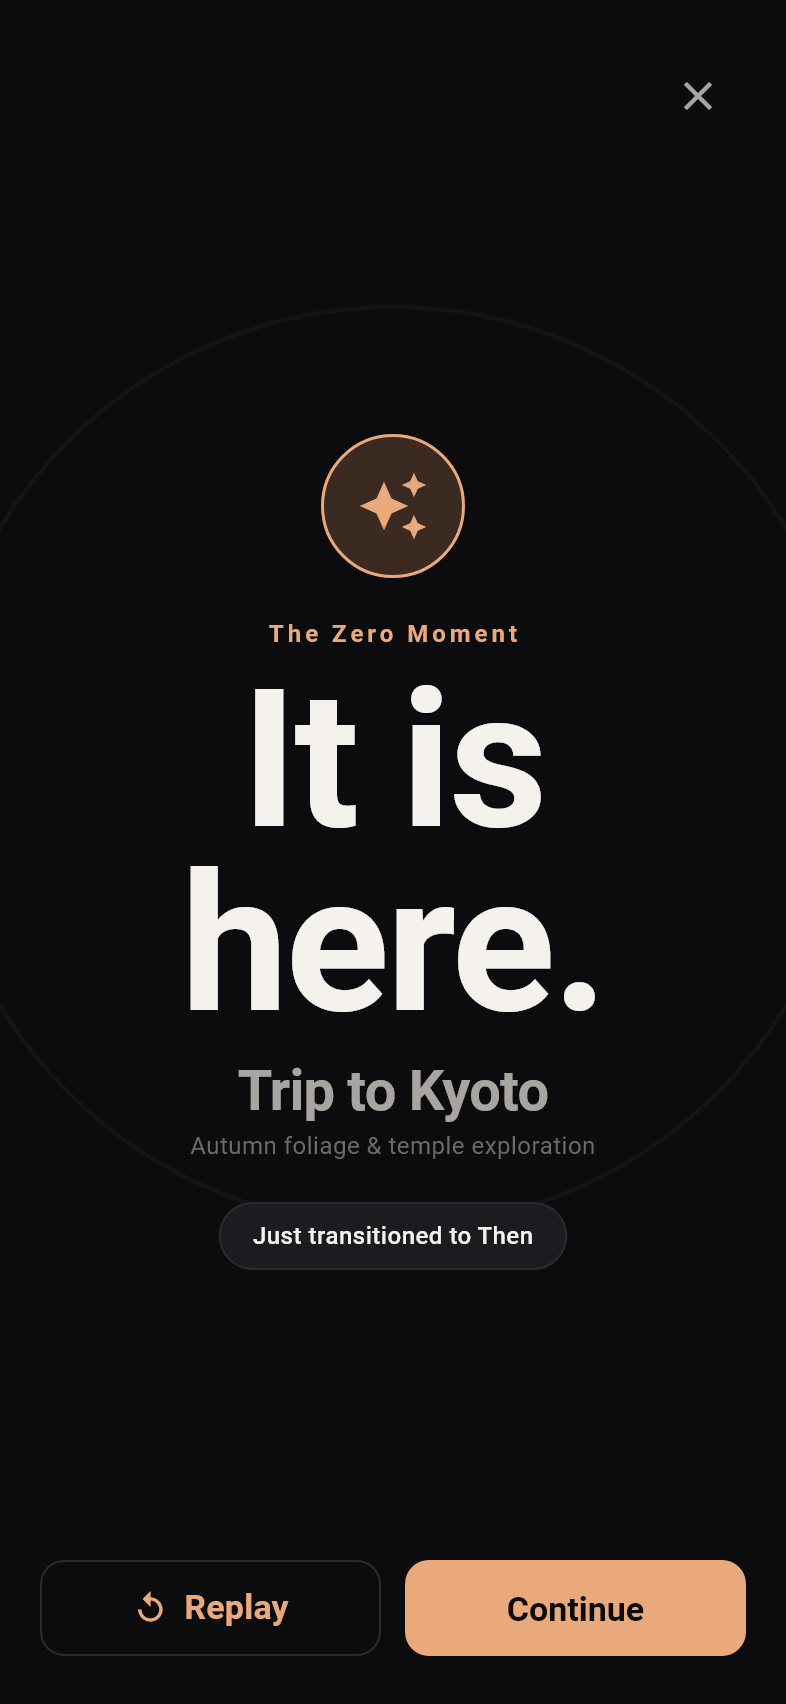 The Zero Moment
It is
here.
Trip to Kyoto
Autumn foliage & temple exploration
Just transitioned to Then
Replay
Continue